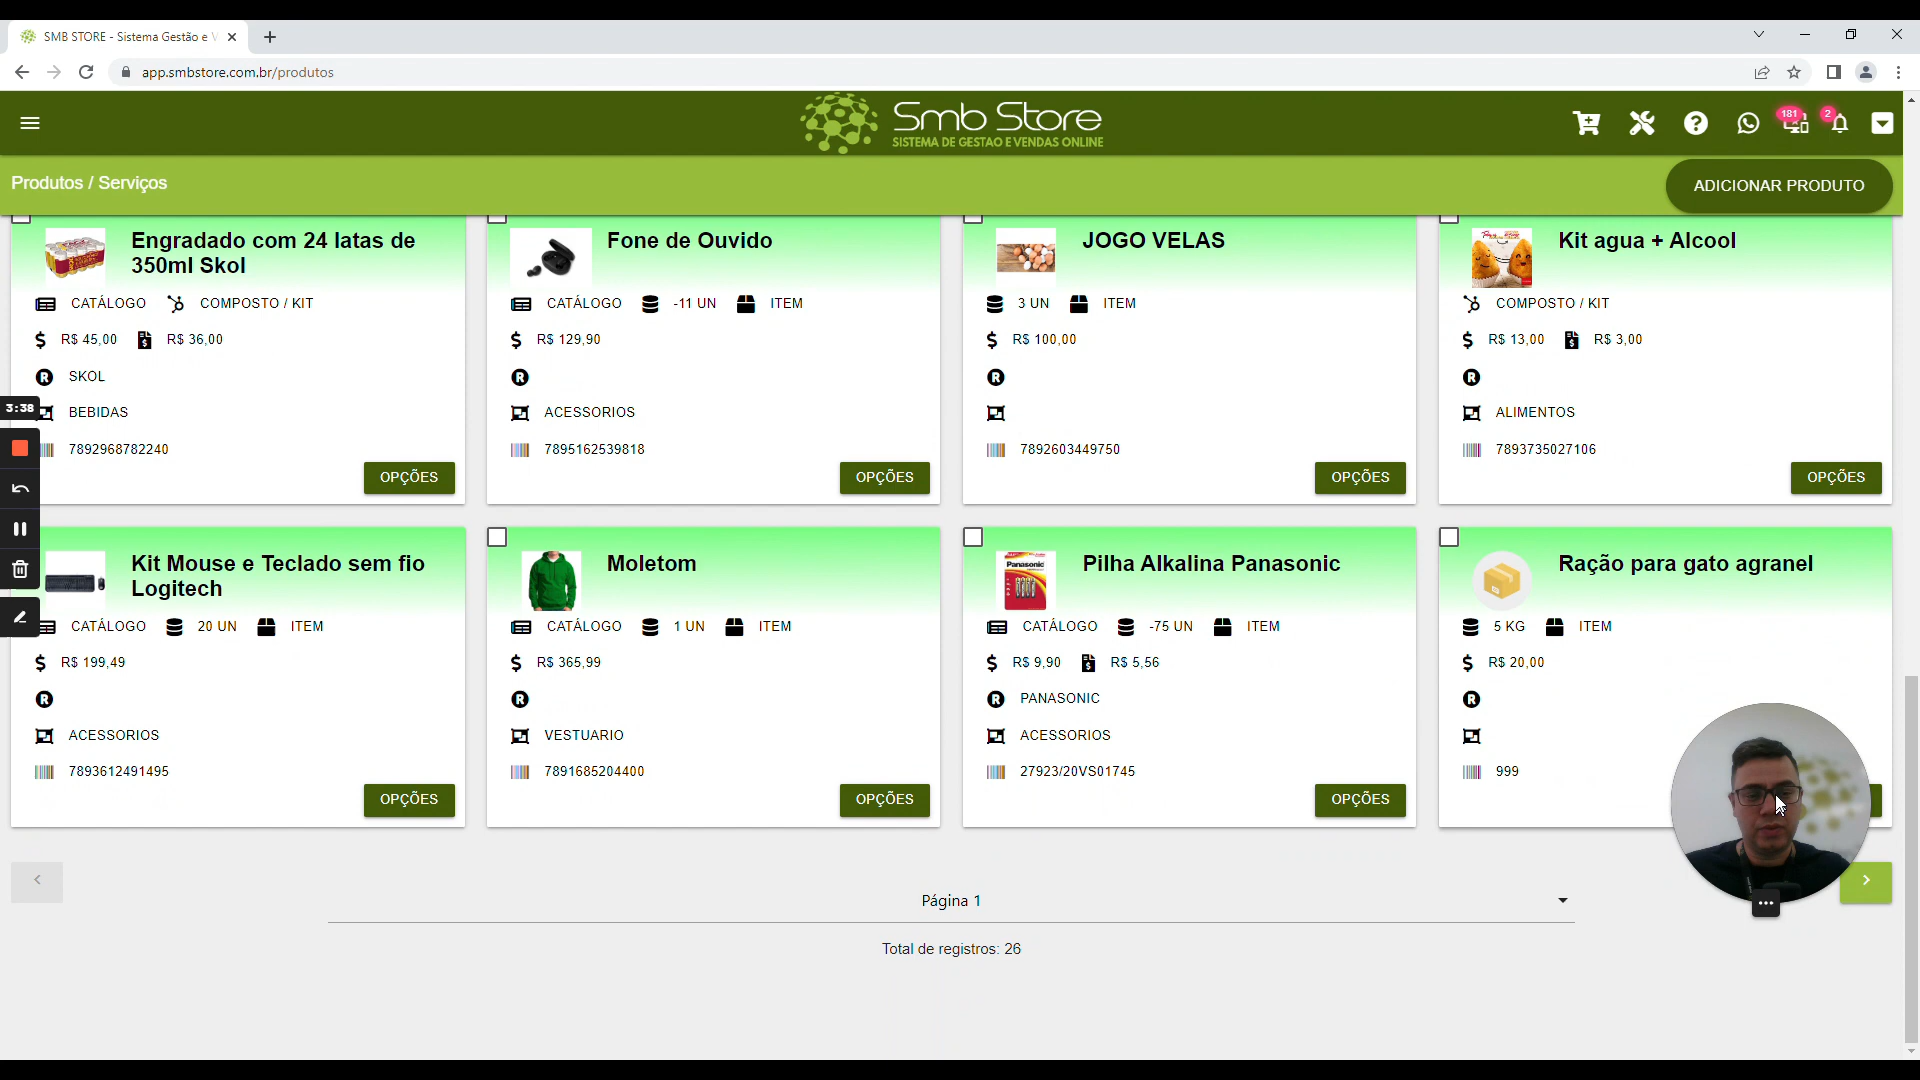 SMB STORE - Sistema Gestão e V
app.smbstore.com.br/produtos
Smb Store
SISTEMA DE GESTAO E VENDAS ONLINE
181
2
Produtos / Serviços
ADICIONAR PRODUTO
Engradado com 24 latas de
350ml Skol
CATÁLOGO COMPOSTO / KIT
R$ 45,00 R$ 36,00
SKOL
BEBIDAS
7892968782240
OPÇÕES
Fone de Ouvido
CATÁLOGO -11 UN ITEM
R$ 129,90
ACESSORIOS
7895162539818
OPÇÕES
JOGO VELAS
3 UN ITEM
R$ 100,00
7892603449750
OPÇÕES
Kit agua + Alcool
COMPOSTO / KIT
R$ 13,00 R$ 3,00
ALIMENTOS
7893735027106
OPÇÕES
3:38
Kit Mouse e Teclado sem fio
Logitech
CATÁLOGO 20 UN ITEM
R$ 199,49
ACESSORIOS
7893612491495
OPÇÕES
Moletom
CATÁLOGO 1 UN ITEM
R$ 365,99
VESTUARIO
7891685204400
OPÇÕES
Panasonic
Pilha Alkalina Panasonic
CATÁLOGO -75 UN ITEM
R$ 9,90 R$ 5,56
PANASONIC
ACESSORIOS
27923/20VS01745
OPÇÕES
Ração para gato agranel
5 KG ITEM
R$ 20,00
999
Página 1
Total de registros: 26